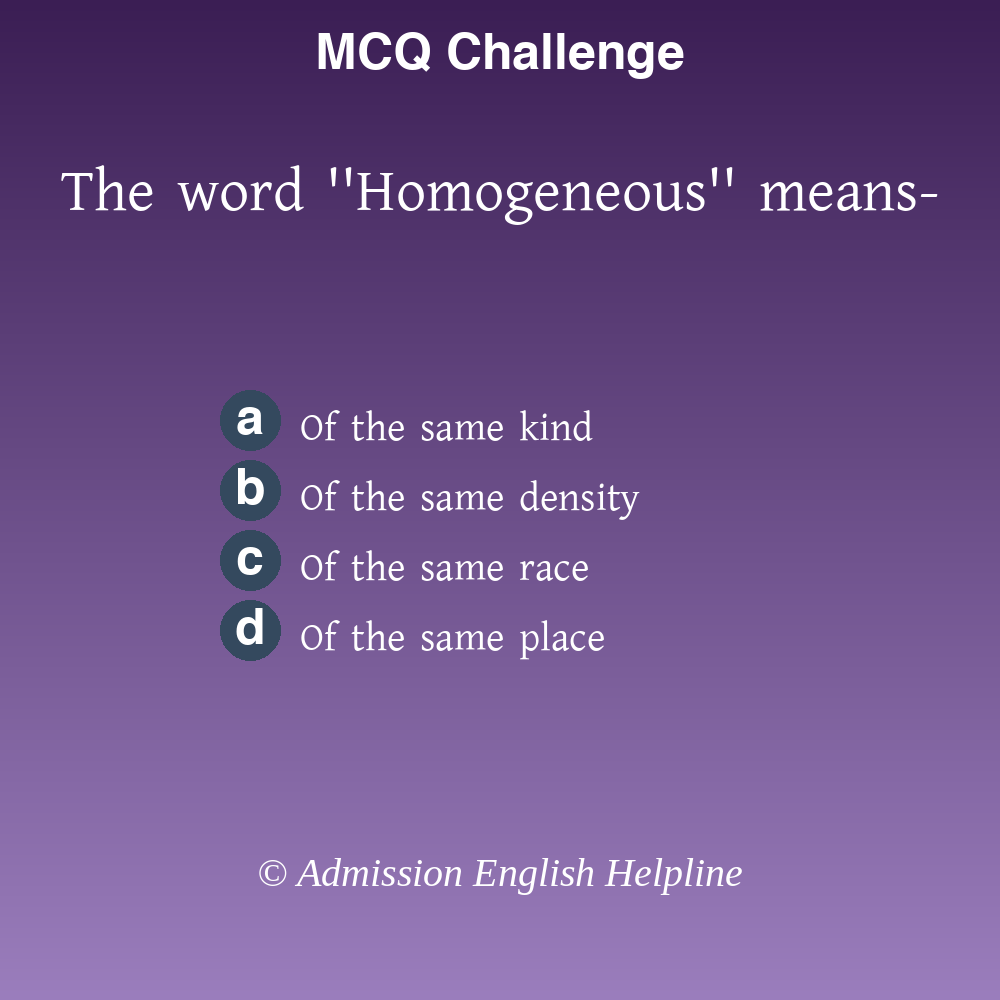 MCQ Challenge
The word "Homogeneous" means-
a Of the same kind
b Of the same density
c Of the same race
d Of the same place
© Admission English Helpline